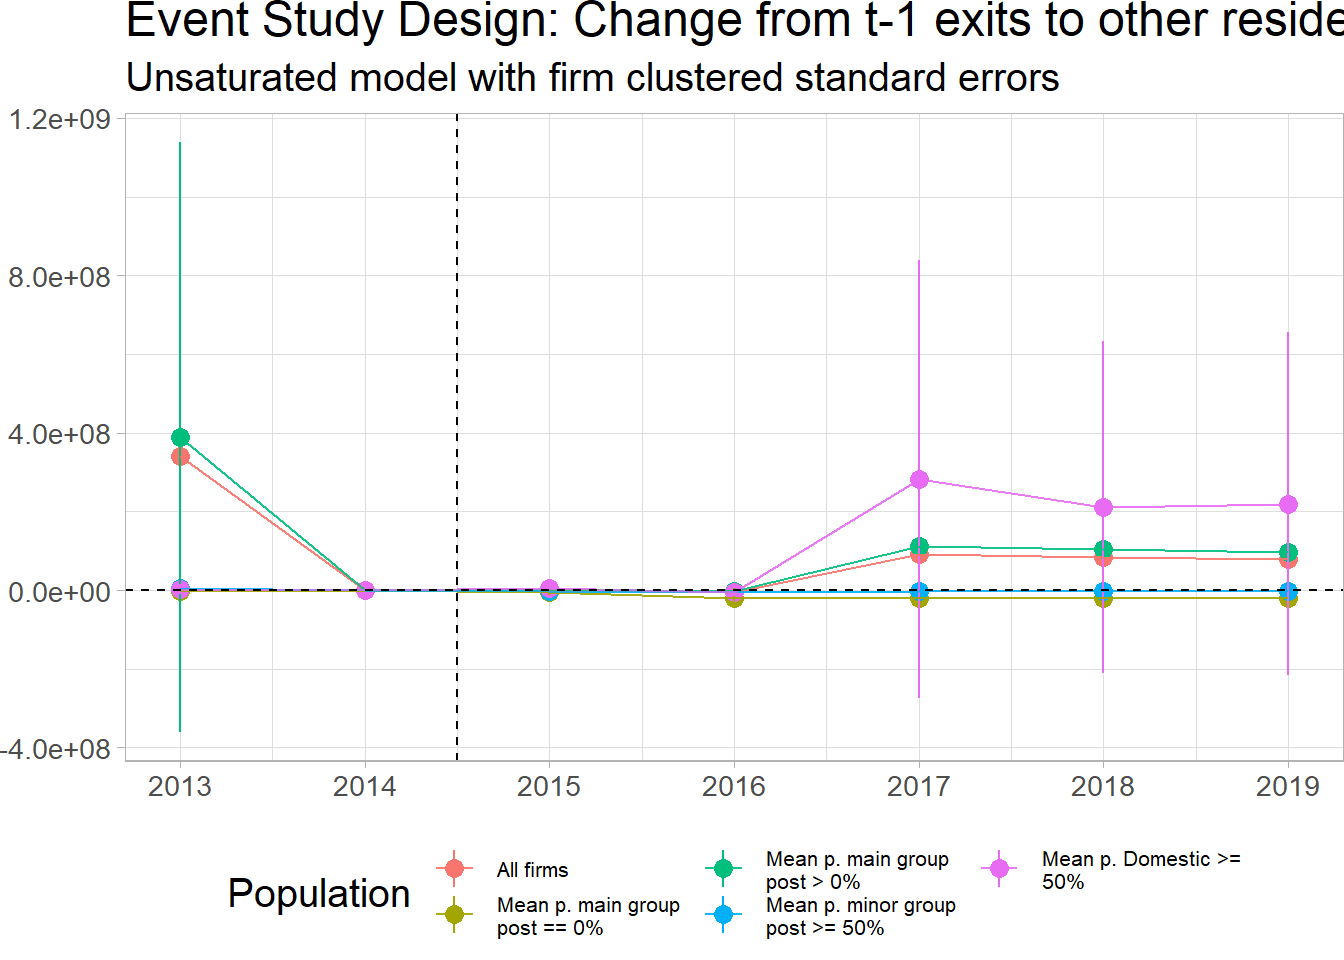 Event Study Design: Change from t-1 exits to other reside
Unsaturated model with firm clustered standard errors
1.2e+09
8.0e+08
4.0e+08
0.0e+00
-4.0e+08
2013 2014 2015 2016 2017 2018 2019
Population
All firms
Mean p. main group
post == 0%
Mean p. main group
post > 0%
Mean p. minor group
post >= 50%
Mean p. Domestic >=
50%